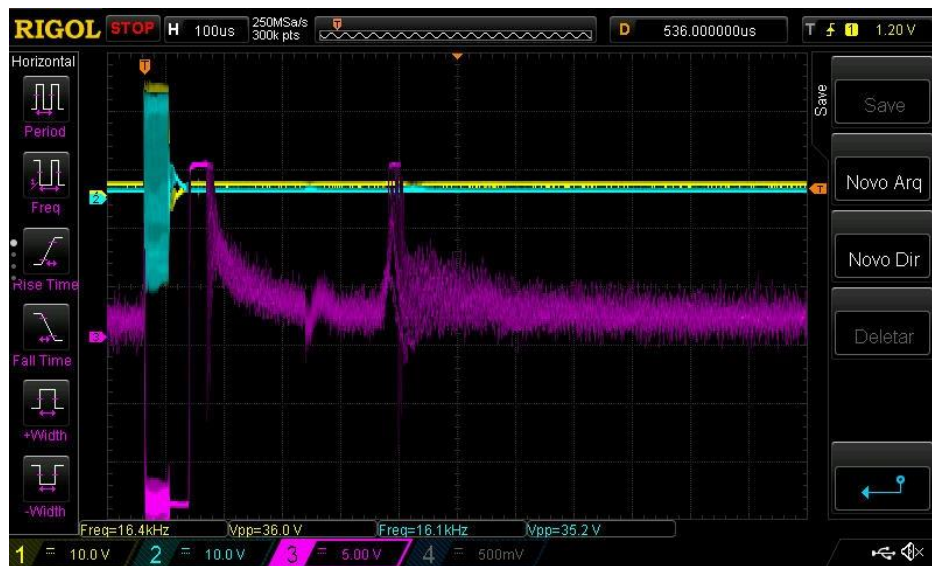 RIGOL STOP H 100us 250MSa/s 300k pts T D 536.000000us T 1 1.20 V
Horizontal
Period
Freq
Rise Time
Fall Time
+Width
-Width
T
2
3
T
Save
Save
Novo Arq
Novo Dir
Deletar
Freq=16.4kHz Vpp=36.0 V Freq=16.1kHz Vpp=35.2 V
1 = 10.0 V 2 = 10.0 V 3 = 5.00 V 4 = 500mV